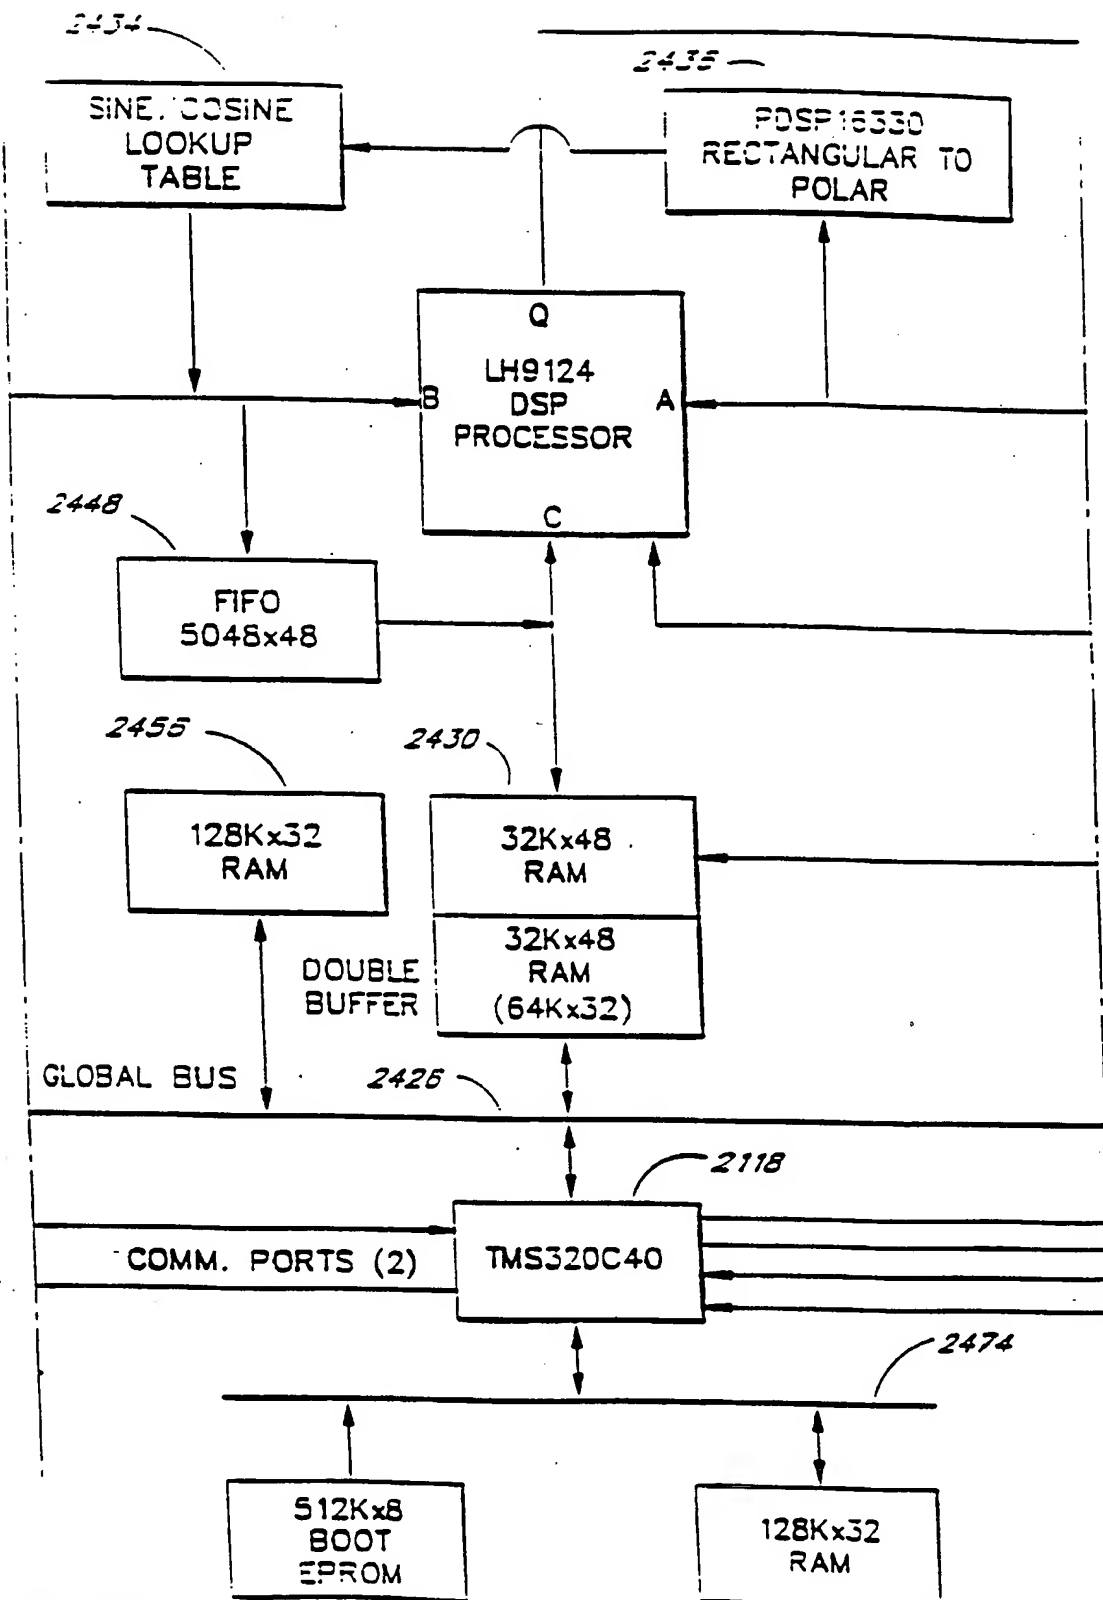 2434
2436
SINE/COSINE
LOOKUP
TABLE
PDSP16330
RECTANGULAR TO
POLAR
Q
LH9124
DSP
PROCESSOR
B
A
C
2448
FIFO
5048x48
2456
2430
128Kx32
RAM
32Kx48
RAM
32Kx48
RAM
(64Kx32)
DOUBLE
BUFFER
GLOBAL BUS
2426
2118
TMS320C40
COMM. PORTS (2)
2474
512Kx8
BOOT
EPROM
128Kx32
RAM